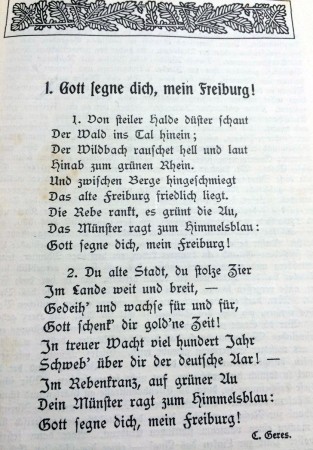 1. Gott segne dich, mein Freiburg!
1. Von steiler Halde düster schaut
Der Wald ins Tal hinein;
Der Wildbach rauschet hell und laut
Hinab zum grünen Rhein.
Und zwischen Berge hingeschmiegt
Das alte Freiburg friedlich liegt.
Die Rebe rankt, es grünt die Au,
Das Münster ragt zum Himmelsblau:
Gott segne dich, mein Freiburg!
2. Du alte Stadt, du stolze Zier
Im Lande weit und breit, —
Gedeih' und wachse für und für,
Gott schenk' dir gold'ne Zeit!
In treuer Wacht viel hundert Jahr
Schweb' über dir der deutsche Aar! —
Im Rebenkranz, auf grüner Au
Dein Münster ragt zum Himmelsblau:
Gott segne dich, mein Freiburg!
C. Geres.